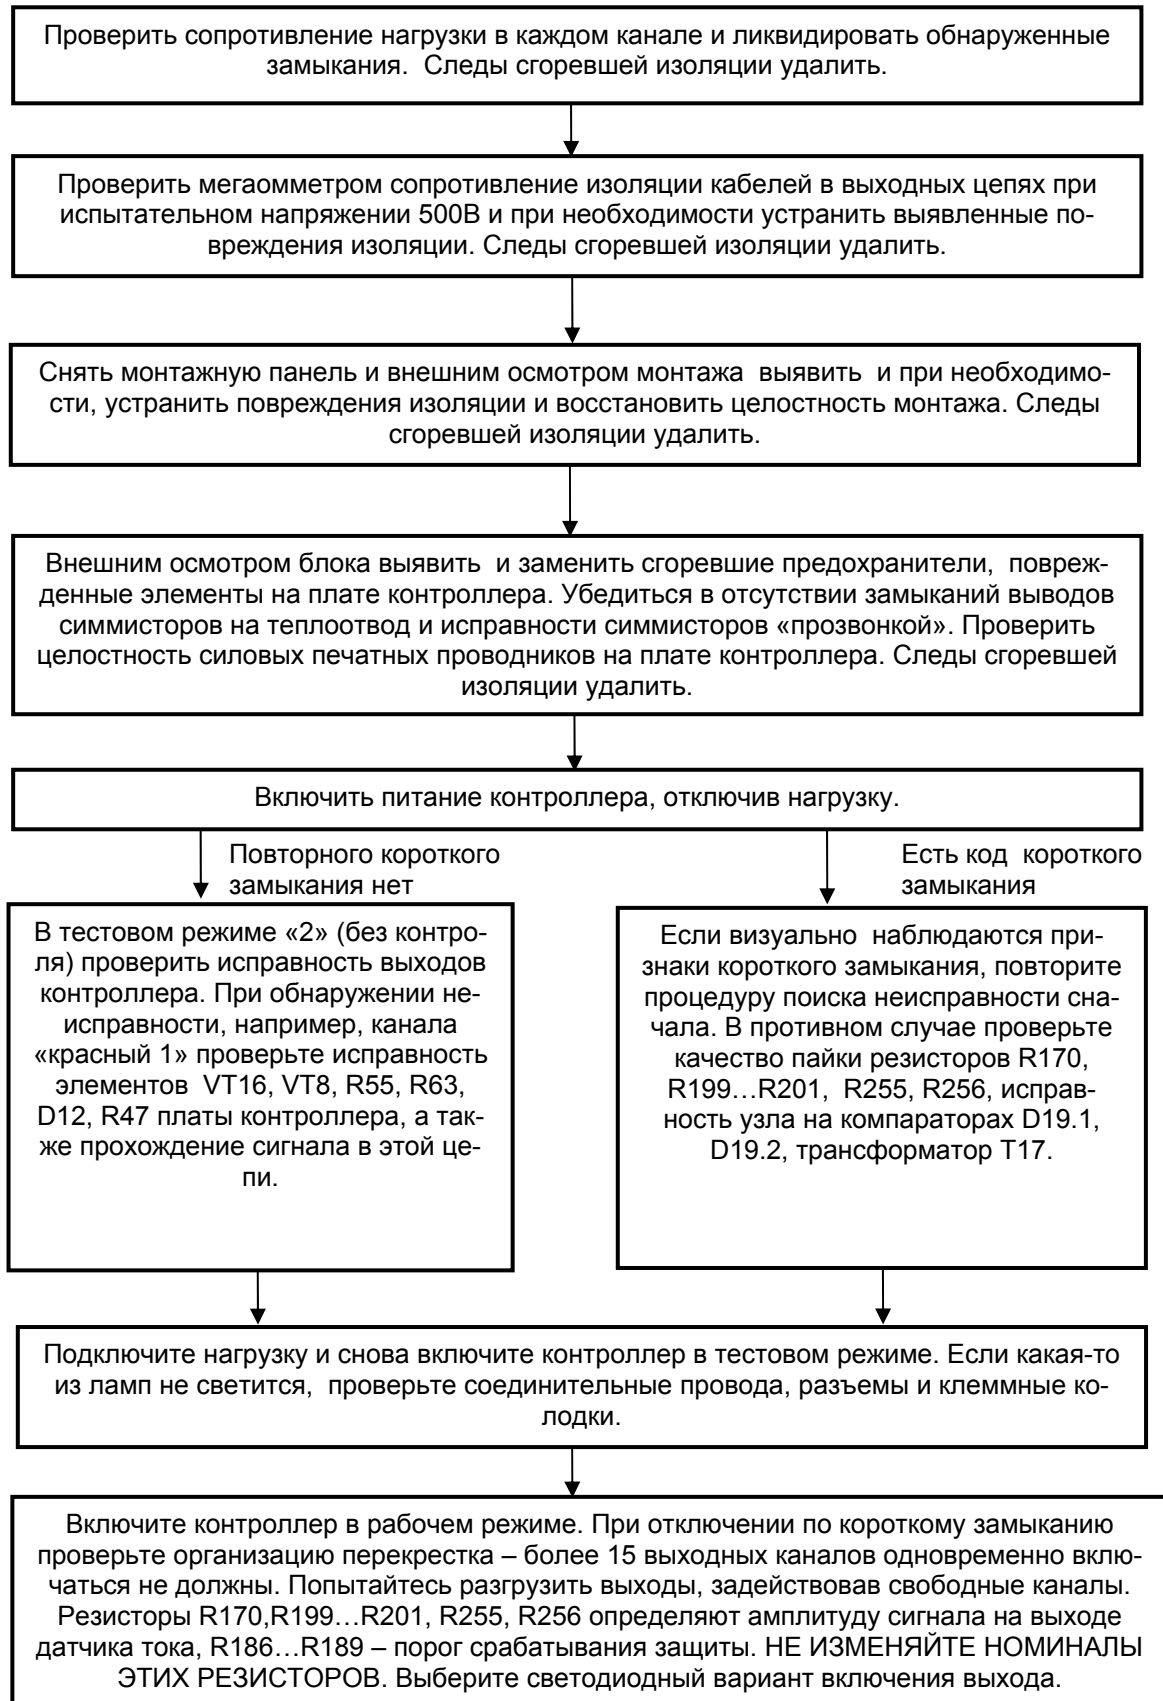 Проверить сопротивление нагрузки в каждом канале и ликвидировать обнаруженные
замыкания. Следы сгоревшей изоляции удалить.
Проверить мегаомметром сопротивление изоляции кабелей в выходных цепях при
испытательном напряжении 500В и при необходимости устранить выявленные по-
вреждения изоляции. Следы сгоревшей изоляции удалить.
Снять монтажную панель и внешним осмотром монтажа выявить и при необходимо-
сти, устранить повреждения изоляции и восстановить целостность монтажа. Следы
сгоревшей изоляции удалить.
Внешним осмотром блока выявить и заменить сгоревшие предохранители, повреж-
денные элементы на плате контроллера. Убедиться в отсутствии замыканий выводов
симмисторов на теплоотвод и исправности симмисторов «прозвонкой». Проверить
целостность силовых печатных проводников на плате контроллера. Следы сгоревшей
изоляции удалить.
Включить питание контроллера, отключив нагрузку.
Повторного короткого
замыкания нет
Есть код короткого
замыкания
В тестовом режиме «2» (без контро-
ля) проверить исправность выходов
контроллера. При обнаружении не-
исправности, например, канала
«красный 1» проверьте исправность
элементов VT16, VT8, R55, R63,
D12, R47 платы контроллера, а так-
же прохождение сигнала в этой це-
пи.
Если визуально наблюдаются при-
знаки короткого замыкания, повторите
процедуру поиска неисправности сна-
чала. В противном случае проверьте
качество пайки резисторов R170,
R199…R201, R255, R256, исправ-
ность узла на компараторах D19.1,
D19.2, трансформатор T17.
Подключите нагрузку и снова включите контроллер в тестовом режиме. Если какая-то
из ламп не светится, проверьте соединительные провода, разъемы и клеммные ко-
лодки.
Включите контроллер в рабочем режиме. При отключении по короткому замыканию
проверьте организацию перекрестка – более 15 выходных каналов одновременно вклю-
чаться не должны. Попытайтесь разгрузить выходы, задействовав свободные каналы.
Резисторы R170,R199…R201, R255, R256 определяют амплитуду сигнала на выходе
датчика тока, R186…R189 – порог срабатывания защиты. НЕ ИЗМЕНЯЙТЕ НОМИНАЛЫ
ЭТИХ РЕЗИСТОРОВ. Выберите светодиодный вариант включения выхода.